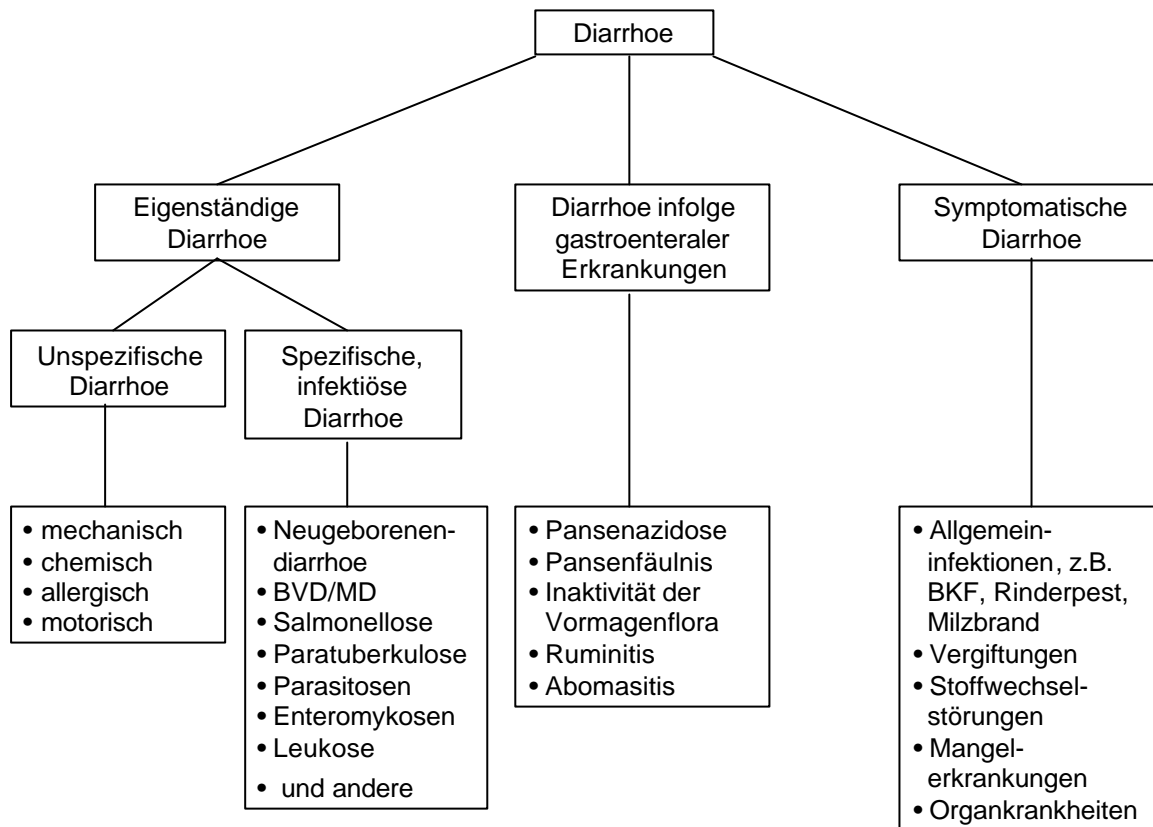 Diarrhoe
Eigenständige
Diarrhoe
Diarrhoe infolge
gastroenteraler
Erkrankungen
Symptomatische
Diarrhoe
Unspezifische
Diarrhoe
Spezifische,
infektiöse
Diarrhoe
• mechanisch
• chemisch
• allergisch
• motorisch
• Neugeborenen-
diarrhoe
• BVD/MD
• Salmonellose
• Paratuberkulose
• Parasitosen
• Enteromykosen
• Leukose
• und andere
• Pansenazidose
• Pansenfäulnis
• Inaktivität der
Vormagenflora
• Ruminitis
• Abomasitis
• Allgemein-
infektionen, z.B.
BKF, Rinderpest,
Milzbrand
• Vergiftungen
• Stoffwechsel-
störungen
• Mangel-
erkrankungen
• Organkrankheiten